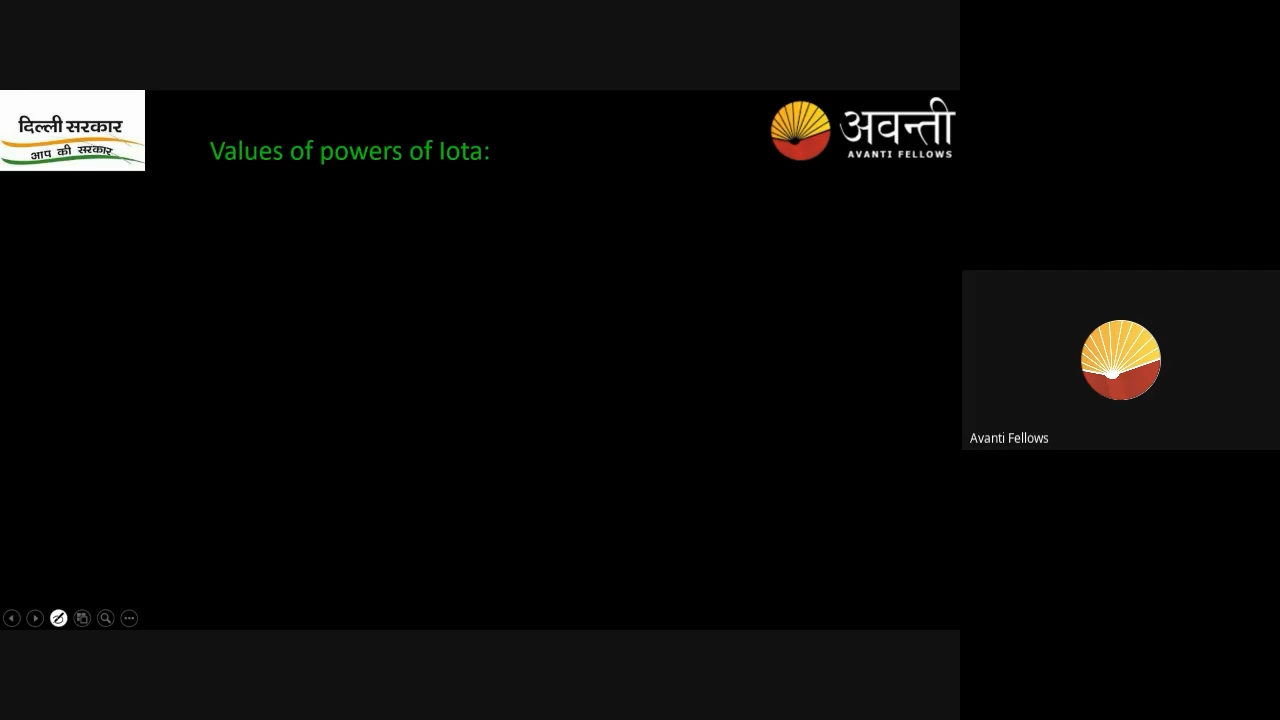 दिल्ली सरकार
आप की सरकार
Values of powers of Iota:
अवन्ती
AVANTI FELLOWS
Avanti Fellows